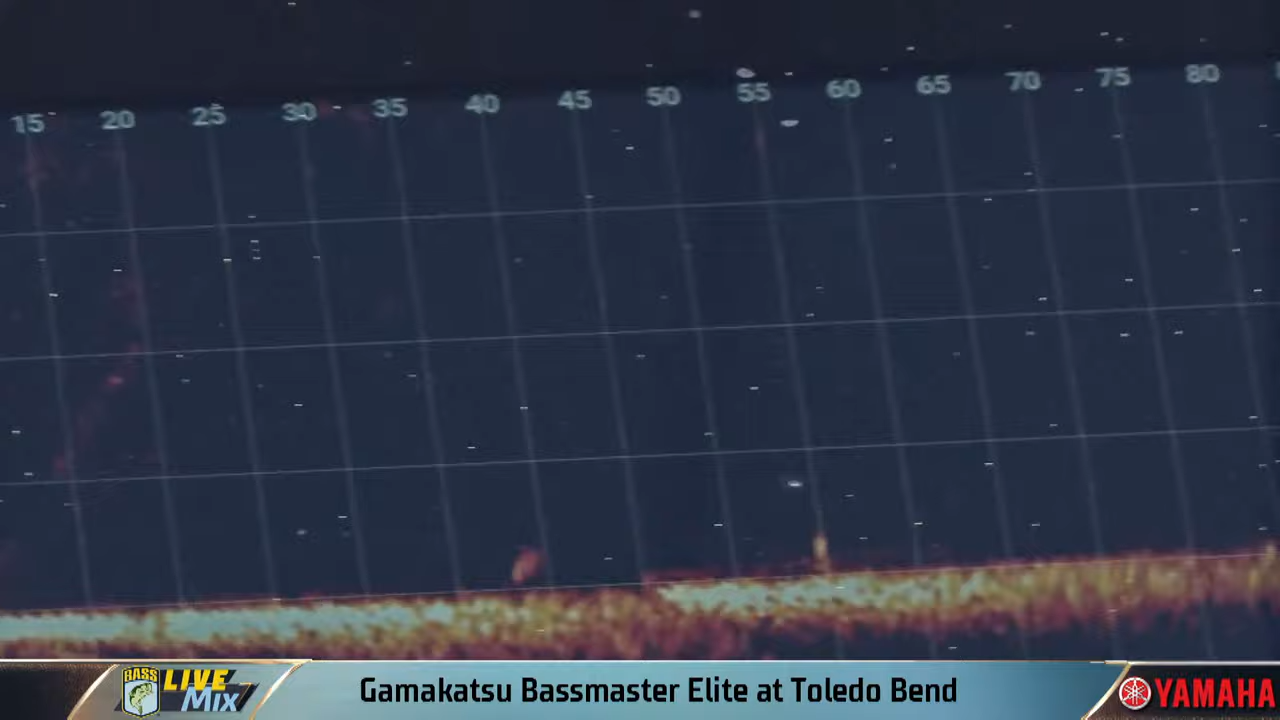 15 20 25 30 35 40 45 50 55 60 65 70 75 80
BASS
LIVE
MIX
Gamakatsu Bassmaster Elite at Toledo Bend
YAMAHA